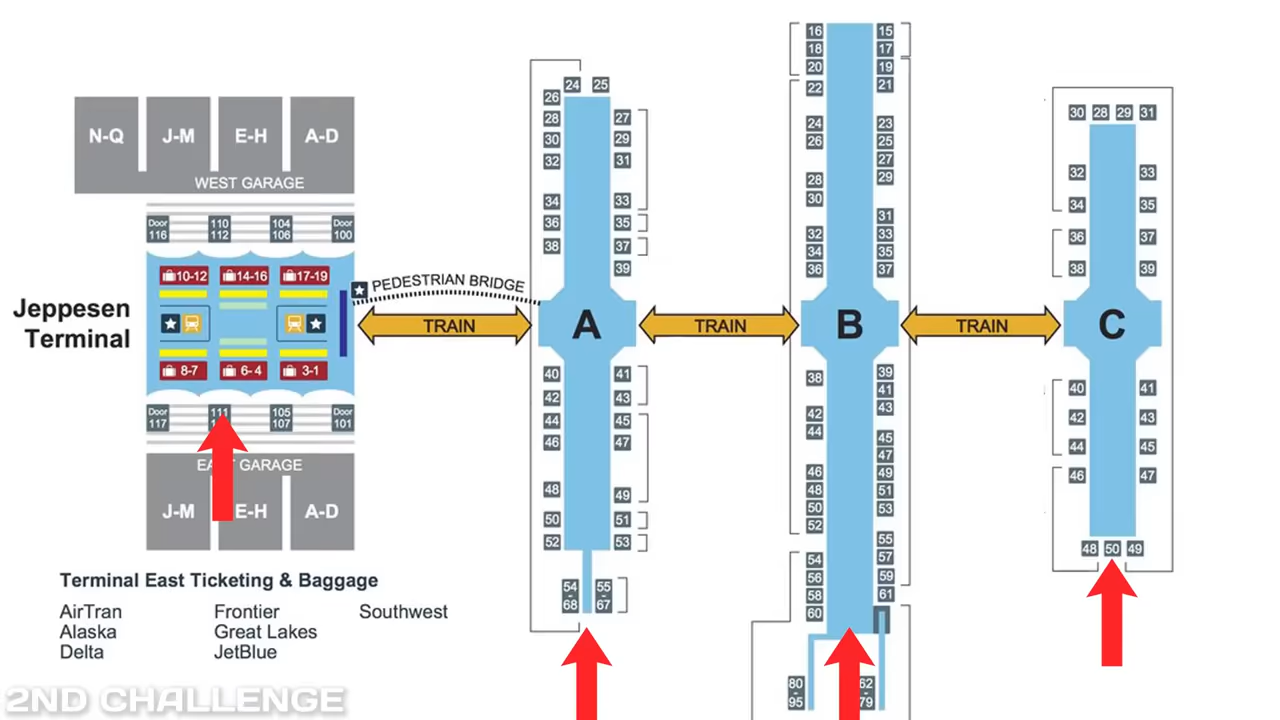 N-Q J-M E-H A-D
WEST GARAGE
Door 116
110 112
104 106
Door 100
10-12 14-16 17-19
Jeppesen
Terminal
8-7 6-4 3-1
Door 117
111
105 107
Door 101
GARAGE
J-M E-H A-D
PEDESTRIAN BRIDGE
TRAIN
TRAIN
TRAIN
24 25
26
28 27
30 29
32 31
34 33
36 35
38 37
39
A
40 41
42 43
44 45
46 47
48 49
50 51
52 53
54 - 68 55 - 67
16 15
18 17
20 19
22 21
24 23
26 25
27
28 29
30
31
32 33
34 35
36 37
B
38 39
41
42 43
44 45
46 47
48 49
50 51
52 53
54 55
56 57
58 59
60 61
80 - 95
30 28 29 31
32 33
34 35
36 37
38 39
C
40 41
42 43
44 45
46 47
48 50 49
Terminal East Ticketing & Baggage
AirTran Frontier Southwest
Alaska Great Lakes
Delta JetBlue
2ND CHALLENGE